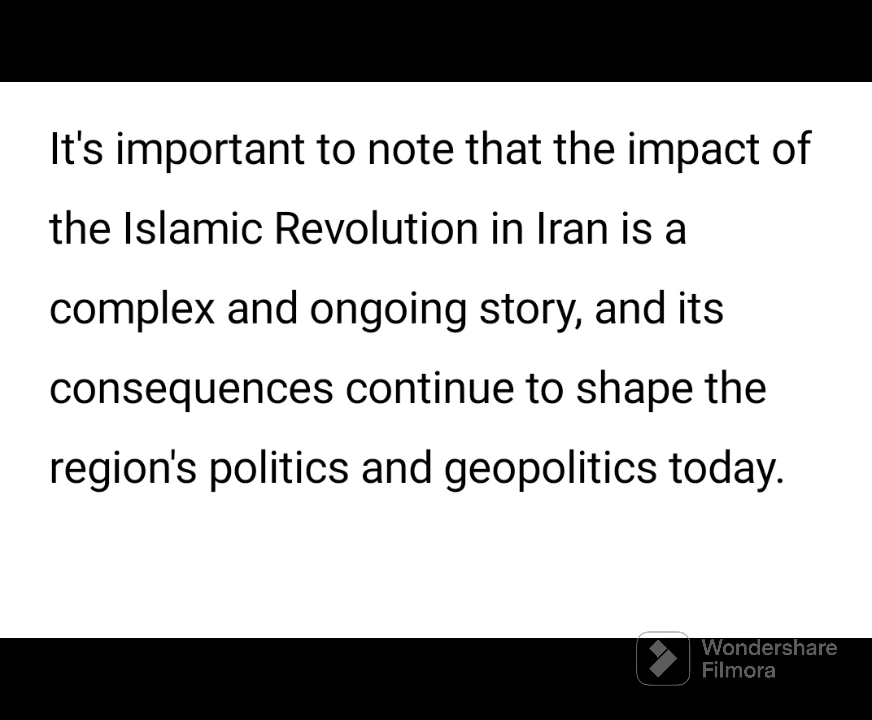 It's important to note that the impact of
the Islamic Revolution in Iran is a
complex and ongoing story, and its
consequences continue to shape the
region's politics and geopolitics today.
Wondershare
Filmora